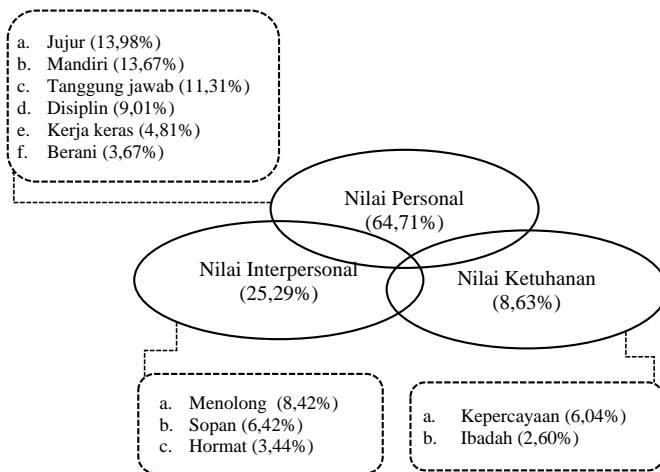 a. Jujur (13,98%)
b. Mandiri (13,67%)
c. Tanggung jawab (11,31%)
d. Disiplin (9,01%)
e. Kerja keras (4,81%)
f. Berani (3,67%)
Nilai Personal
(64,71%)
Nilai Interpersonal
(25,29%)
Nilai Ketuhanan
(8,63%)
a. Menolong (8,42%)
b. Sopan (6,42%)
c. Hormat (3,44%)
a. Kepercayaan (6,04%)
b. Ibadah (2,60%)